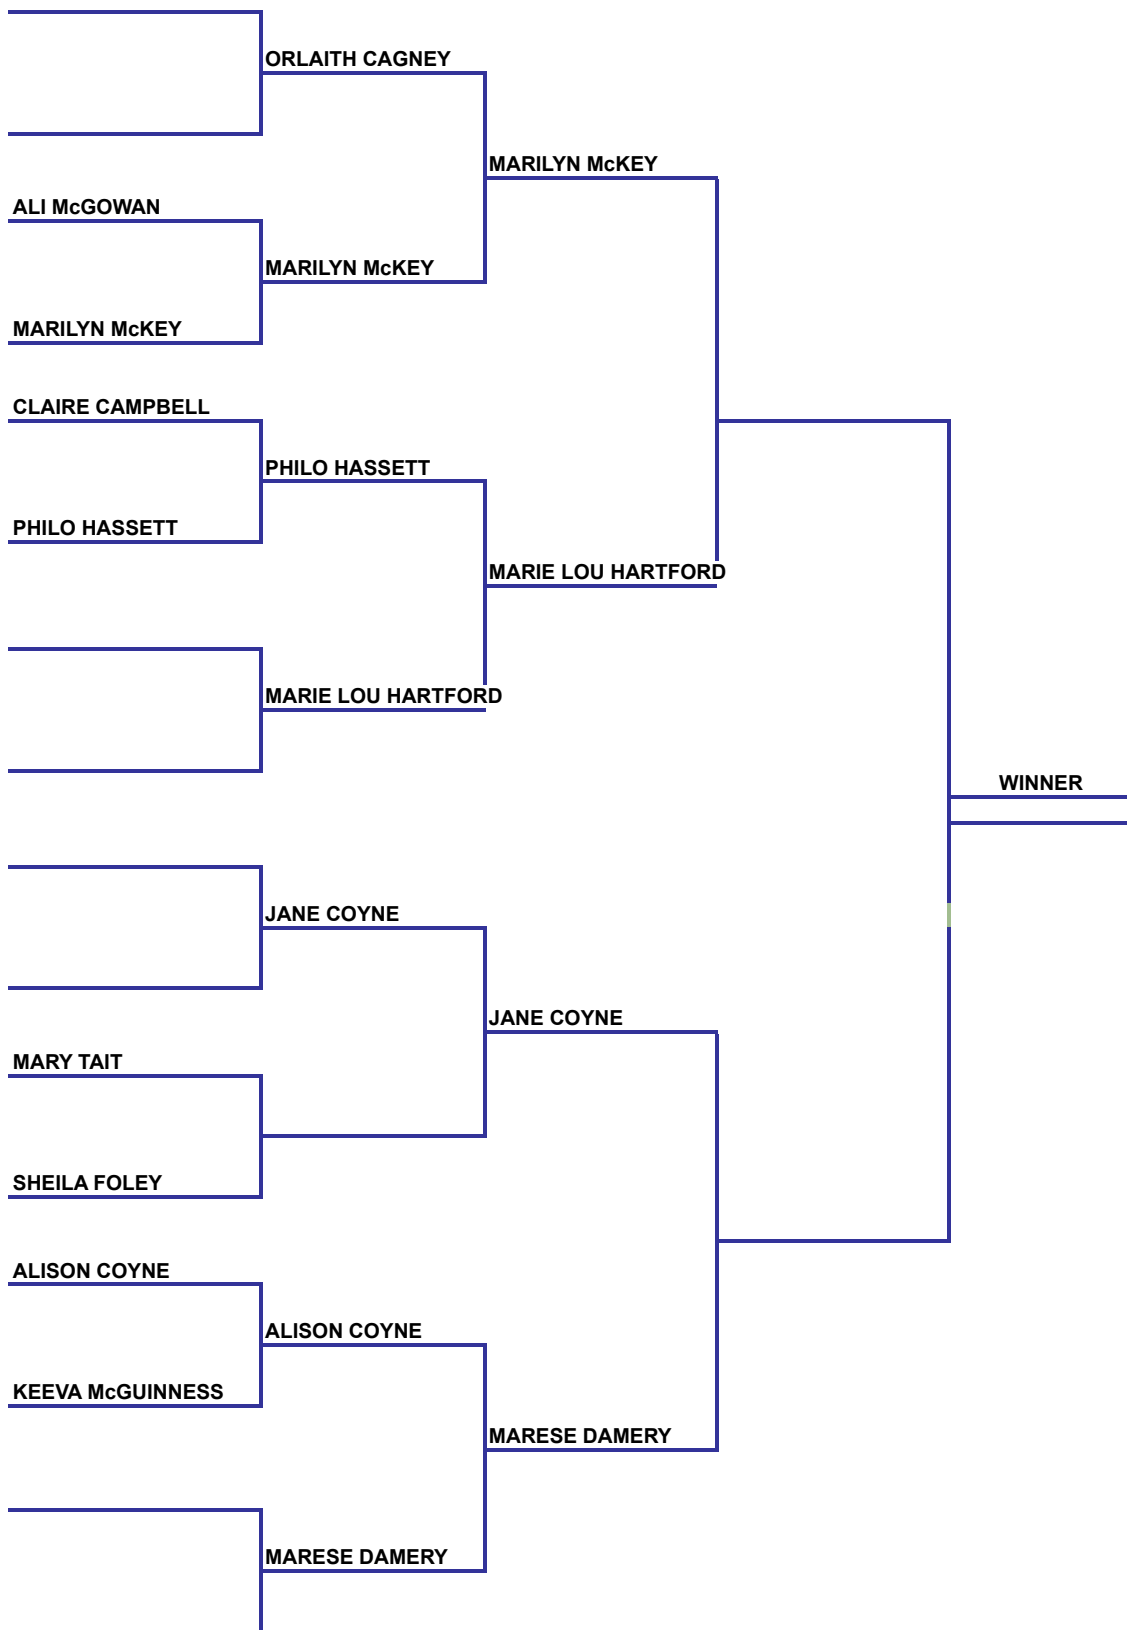 ORLAITH CAGNEY
MARILYN McKEY
ALI McGOWAN
MARILYN McKEY
MARILYN McKEY
CLAIRE CAMPBELL
PHILO HASSETT
PHILO HASSETT
MARIE LOU HARTFORD
MARIE LOU HARTFORD
WINNER
JANE COYNE
JANE COYNE
MARY TAIT
SHEILA FOLEY
ALISON COYNE
ALISON COYNE
KEEVA McGUINNESS
MARESE DAMERY
MARESE DAMERY